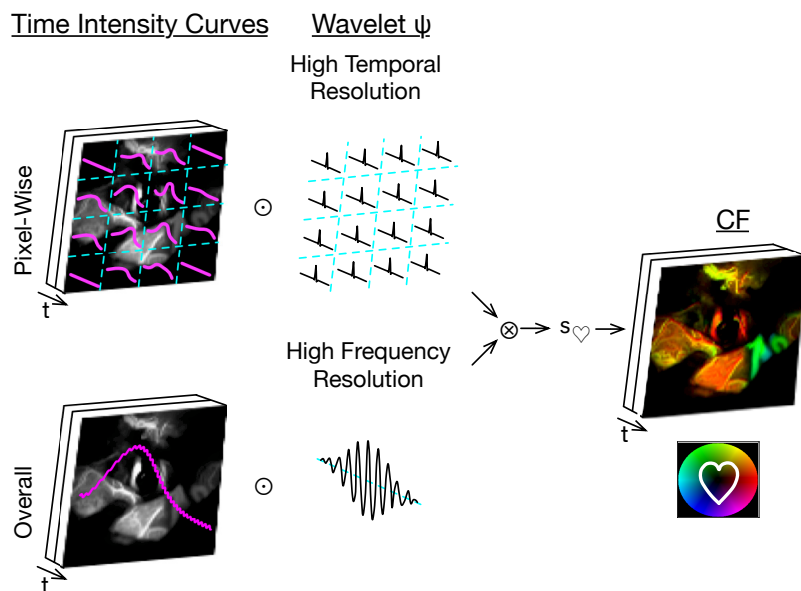 Time Intensity Curves
Wavelet ψ
High Temporal
Resolution
Pixel-Wise
⊙
t
CF
⊗
s♡
t
High Frequency
Resolution
Overall
⊙
t